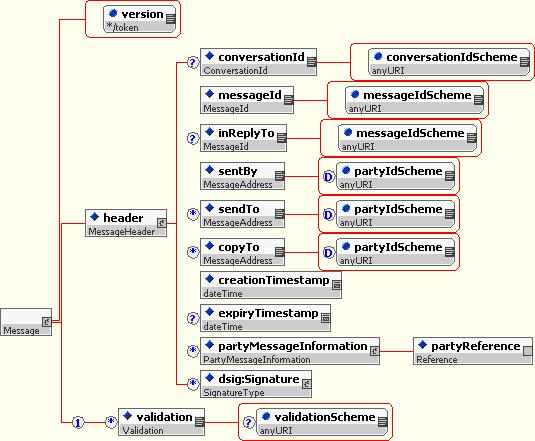 version
*/token
? conversationId
ConversationId
conversationIdScheme
anyURI
messageId
MessageId
messageIdScheme
anyURI
? inReplyTo
MessageId
messageIdScheme
anyURI
sentBy
MessageAddress
D partyIdScheme
anyURI
header
MessageHeader
* sendTo
MessageAddress
D partyIdScheme
anyURI
* copyTo
MessageAddress
D partyIdScheme
anyURI
creationTimestamp
dateTime
? expiryTimestamp
dateTime
Message
* partyMessageInformation
PartyMessageInformation
partyReference
Reference
* dsig:Signature
SignatureType
1 * validation
Validation
? validationScheme
anyURI